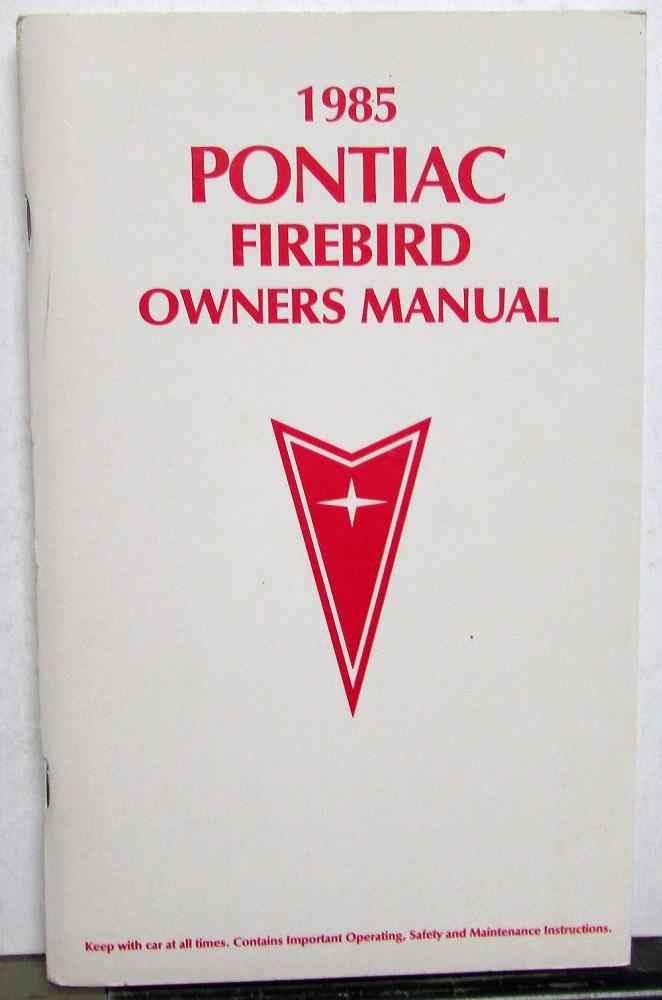 1985
PONTIAC
FIREBIRD
OWNERS MANUAL
Keep with car at all times. Contains Important Operating, Safety and Maintenance Instructions.